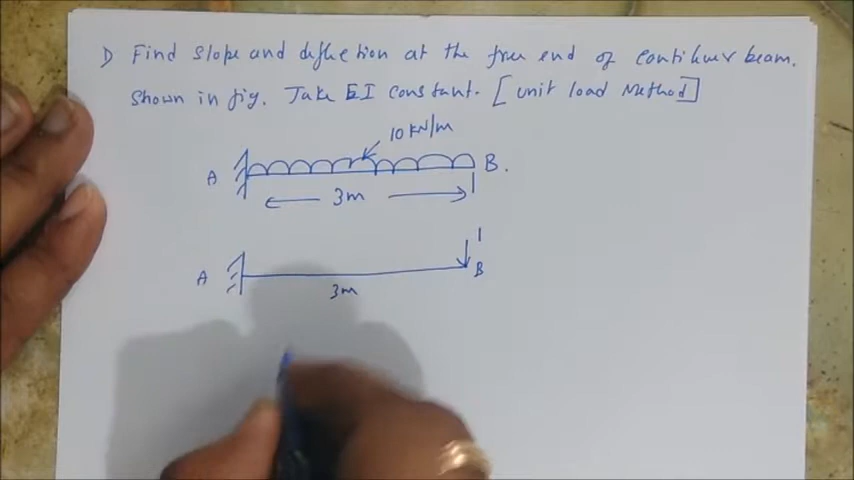 1) Find slope and deflection at the free end of contilever beam.
shown in fig. Take EI constant. [unit load Method]
10 kN/m
A B.
3m
1
A B
3m